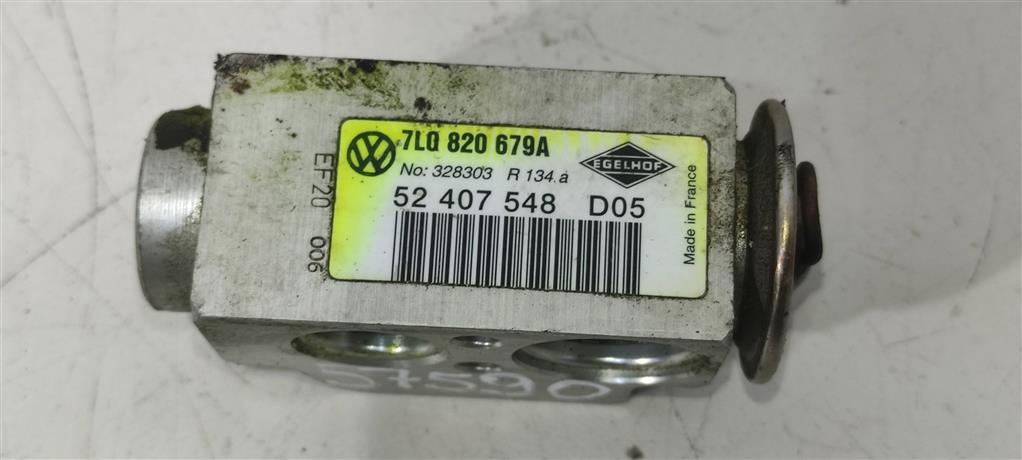 7L0 820 679A
No: 328303 R 134.a
EGELHOF
52 407 548 D05
Made in France
EF20 006
57590